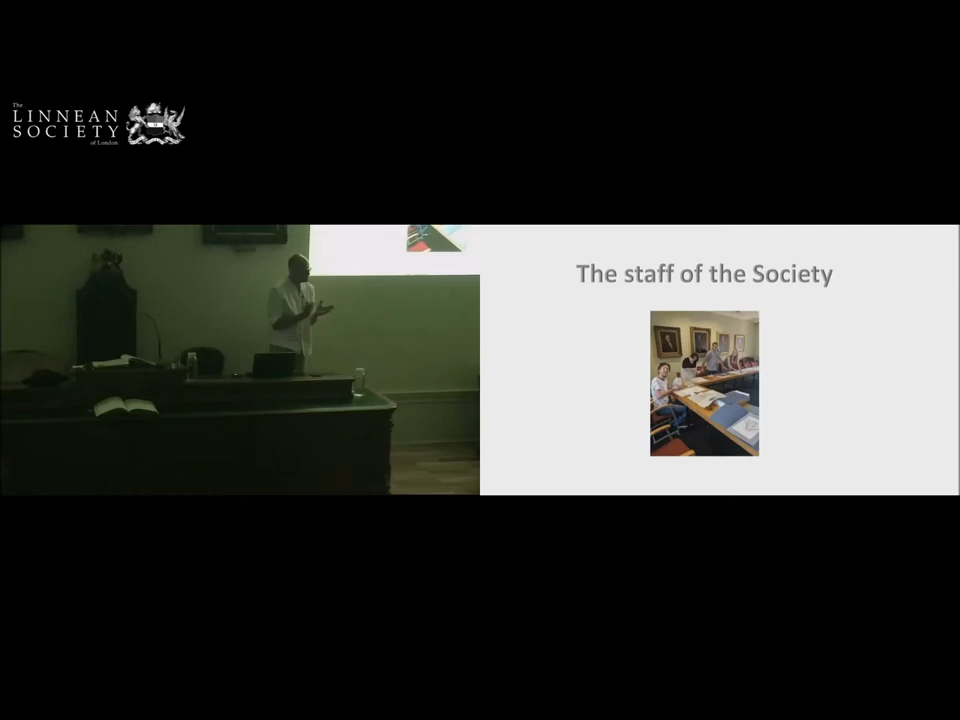 The
LINNEAN
SOCIETY
of London
The staff of the Society